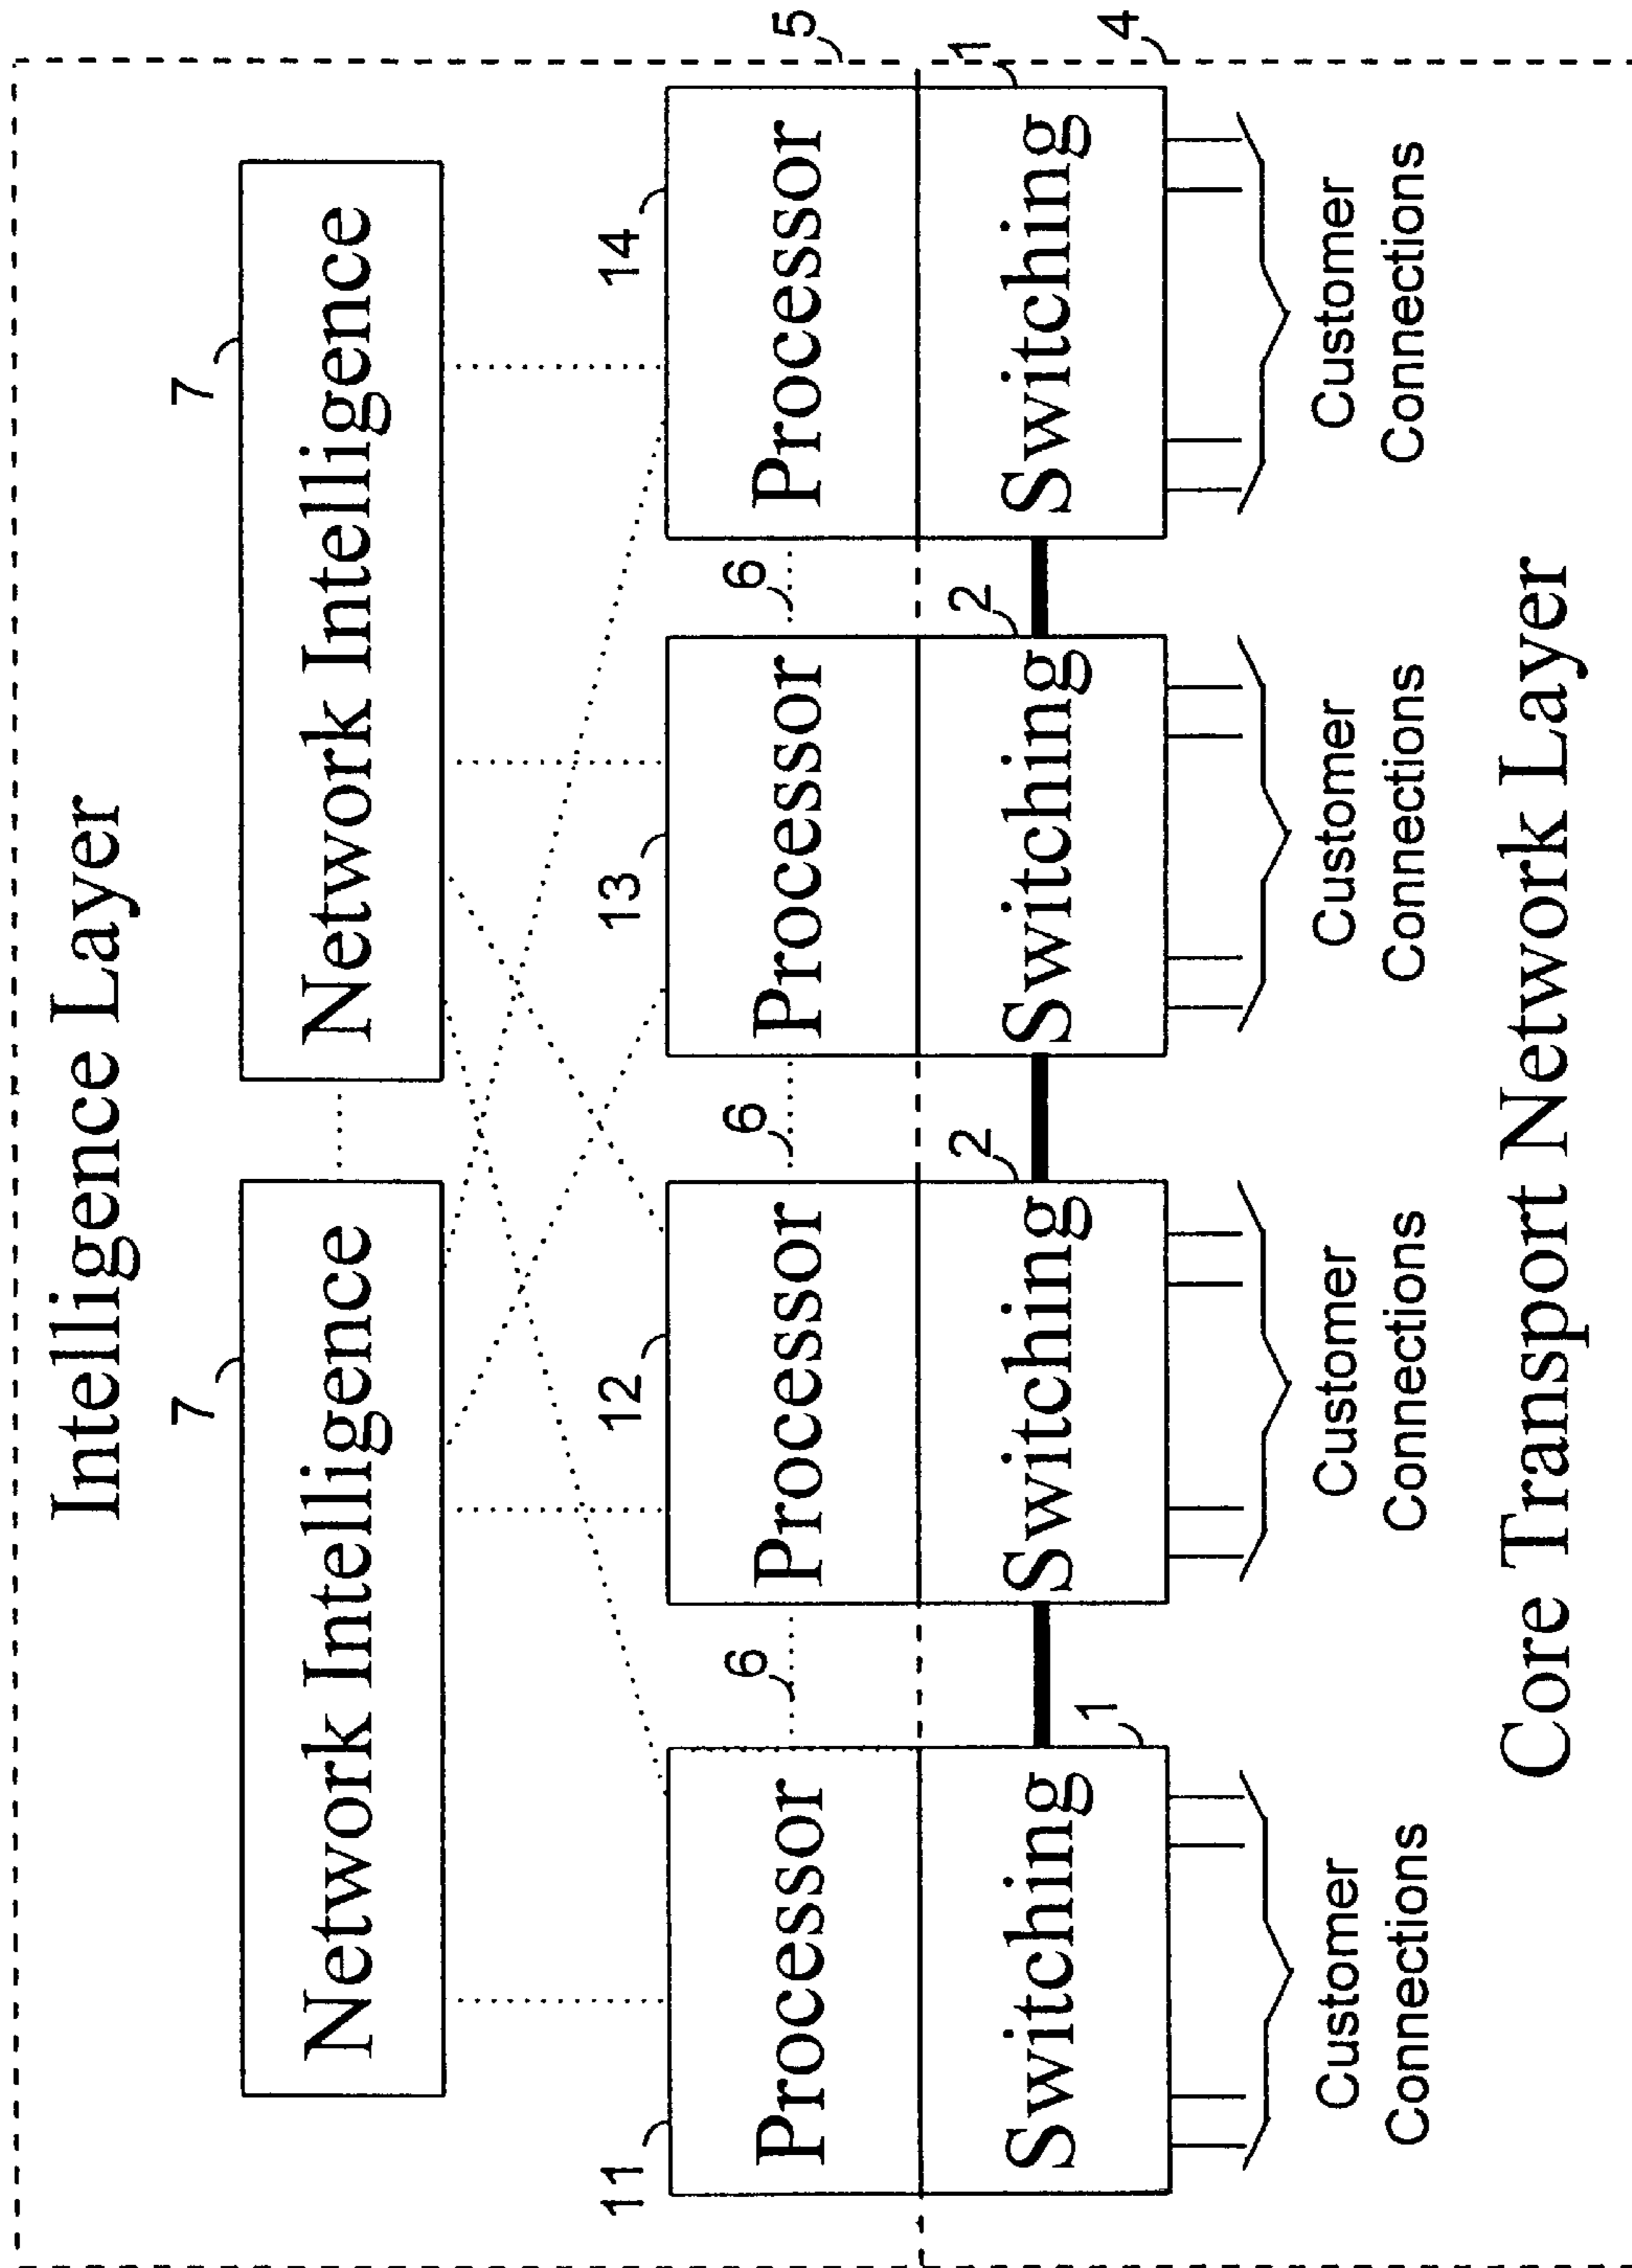 Intelligence Layer
7
7
Network Intelligence
Network Intelligence
11
12
13
14
5
6
6
6
Processor
Processor
Processor
Processor
1
2
2
1
4
Switching
Switching
Switching
Switching
Customer
Connections
Customer
Connections
Customer
Connections
Customer
Connections
Core Transport Network Layer